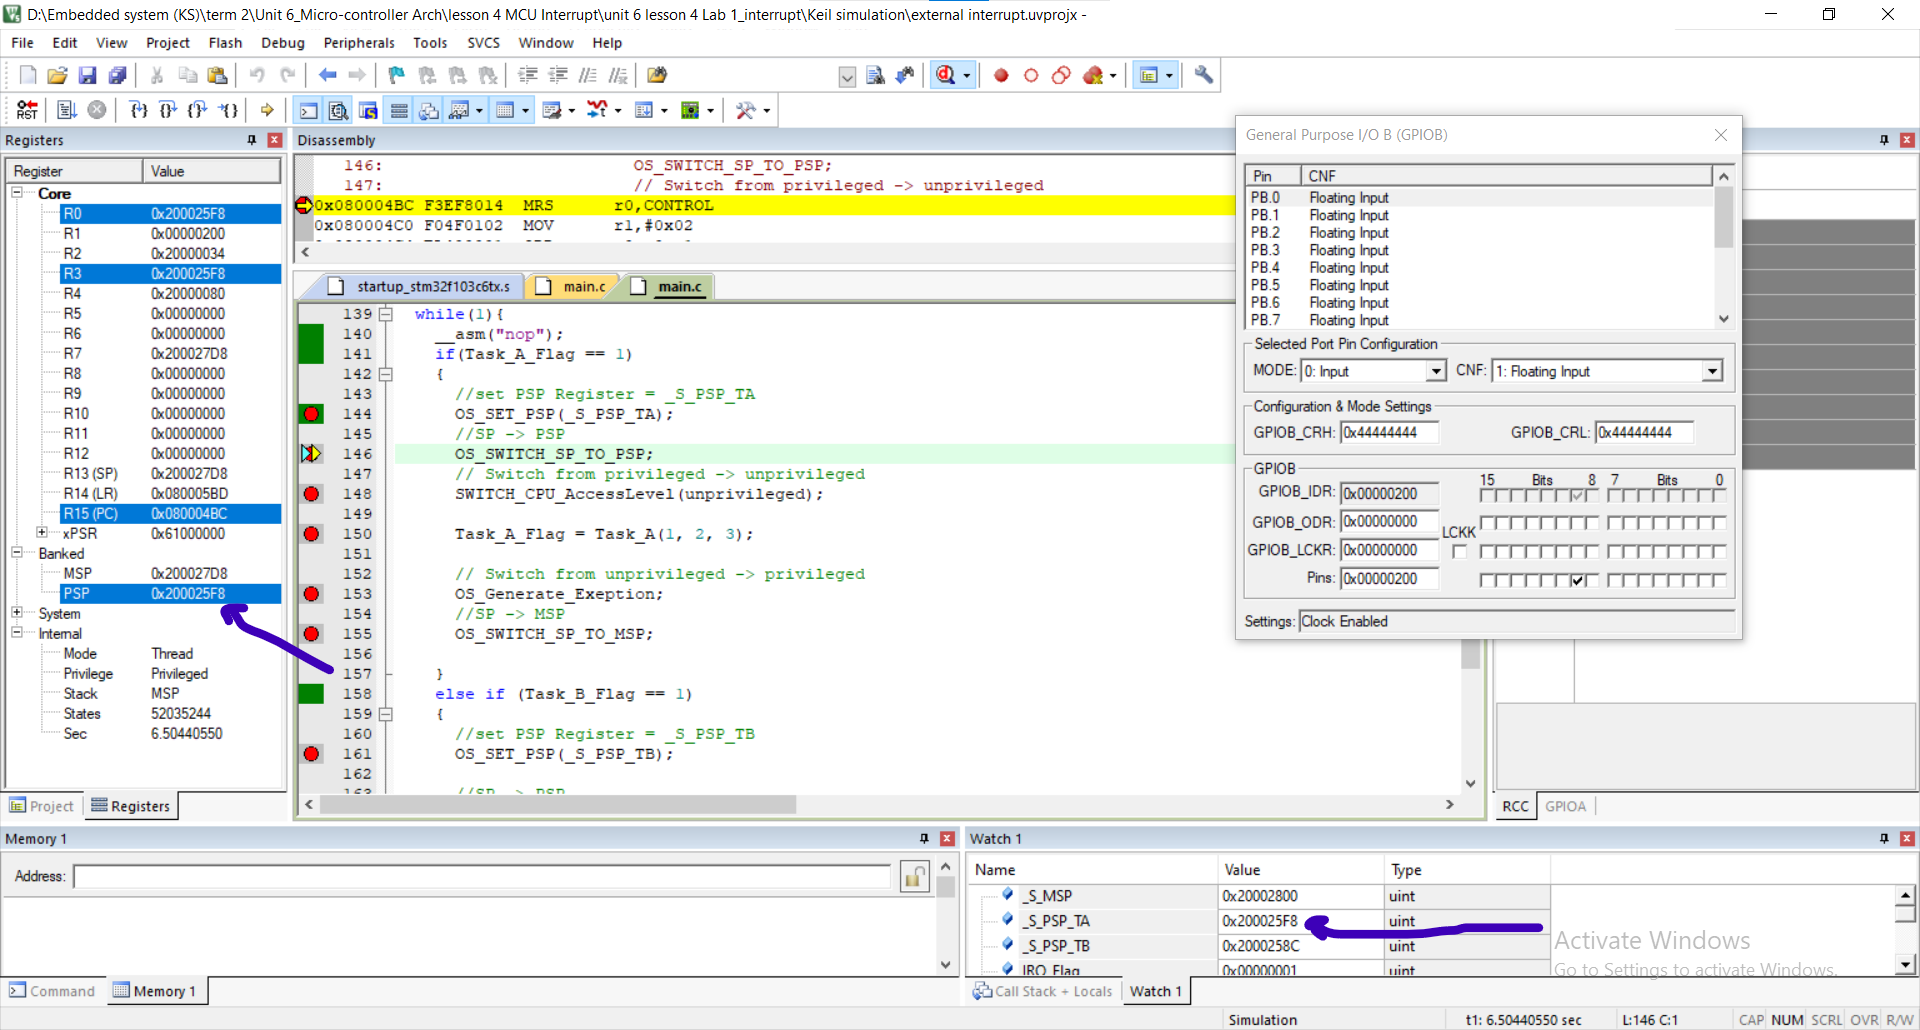 D:\Embedded system (KS)\term 2\Unit 6_Micro-controller Arch\lesson 4 MCU Interrupt\unit 6 lesson 4 Lab 1_interrupt\Keil simulation\external interrupt.uvprojx -
File Edit View Project Flash Debug Peripherals Tools SVCS Window Help
RST
Registers
Register Value
Core
R0 0x200025F8
R1 0x00000200
R2 0x20000034
R3 0x200025F8
R4 0x20000080
R5 0x00000000
R6 0x00000000
R7 0x200027D8
R8 0x00000000
R9 0x00000000
R10 0x00000000
R11 0x00000000
R12 0x00000000
R13 (SP) 0x200027D8
R14 (LR) 0x080005BD
R15 (PC) 0x080004BC
xPSR 0x61000000
Banked
MSP 0x200027D8
PSP 0x200025F8
System
Internal
Mode Thread
Privilege Privileged
Stack MSP
States 52035244
Sec 6.50440550
Project Registers
Disassembly
146: OS_SWITCH_SP_TO_PSP;
147: // Switch from privileged -> unprivileged
0x080004BC F3EF8014 MRS r0,CONTROL
0x080004C0 F04F0102 MOV r1,#0x02
startup_stm32f103c6tx.s main.c main.c
139 while(1){
140 __asm("nop");
141 if(Task_A_Flag == 1)
142 {
143 //set PSP Register = _S_PSP_TA
144 OS_SET_PSP(_S_PSP_TA);
145 //SP -> PSP
146 OS_SWITCH_SP_TO_PSP;
147 // Switch from privileged -> unprivileged
148 SWITCH_CPU_AccessLevel(unprivileged);
149
150 Task_A_Flag = Task_A(1, 2, 3);
151
152 // Switch from unprivileged -> privileged
153 OS_Generate_Exeption;
154 //SP -> MSP
155 OS_SWITCH_SP_TO_MSP;
156
157 }
158 else if (Task_B_Flag == 1)
159 {
160 //set PSP Register = _S_PSP_TB
161 OS_SET_PSP(_S_PSP_TB);
162
163 //SP -> PSP
General Purpose I/O B (GPIOB)
Pin CNF
PB.0 Floating Input
PB.1 Floating Input
PB.2 Floating Input
PB.3 Floating Input
PB.4 Floating Input
PB.5 Floating Input
PB.6 Floating Input
PB.7 Floating Input
Selected Port Pin Configuration
MODE: 0: Input CNF: 1: Floating Input
Configuration & Mode Settings
GPIOB_CRH: 0x44444444 GPIOB_CRL: 0x44444444
GPIOB
15 Bits 8 7 Bits 0
GPIOB_IDR: 0x00000200
GPIOB_ODR: 0x00000000
LCKK
GPIOB_LCKR: 0x00000000
Pins: 0x00000200
Settings: Clock Enabled
RCC GPIOA
Memory 1
Address:
Command Memory 1
Watch 1
Name Value Type
_S_MSP 0x20002800 uint
_S_PSP_TA 0x200025F8 uint
_S_PSP_TB 0x2000258C uint
IRQ_Flag 0x00000001 uint
Call Stack + Locals Watch 1
Activate Windows
Go to Settings to activate Windows.
Simulation t1: 6.50440550 sec L:146 C:1 CAP NUM SCRL OVR R/W